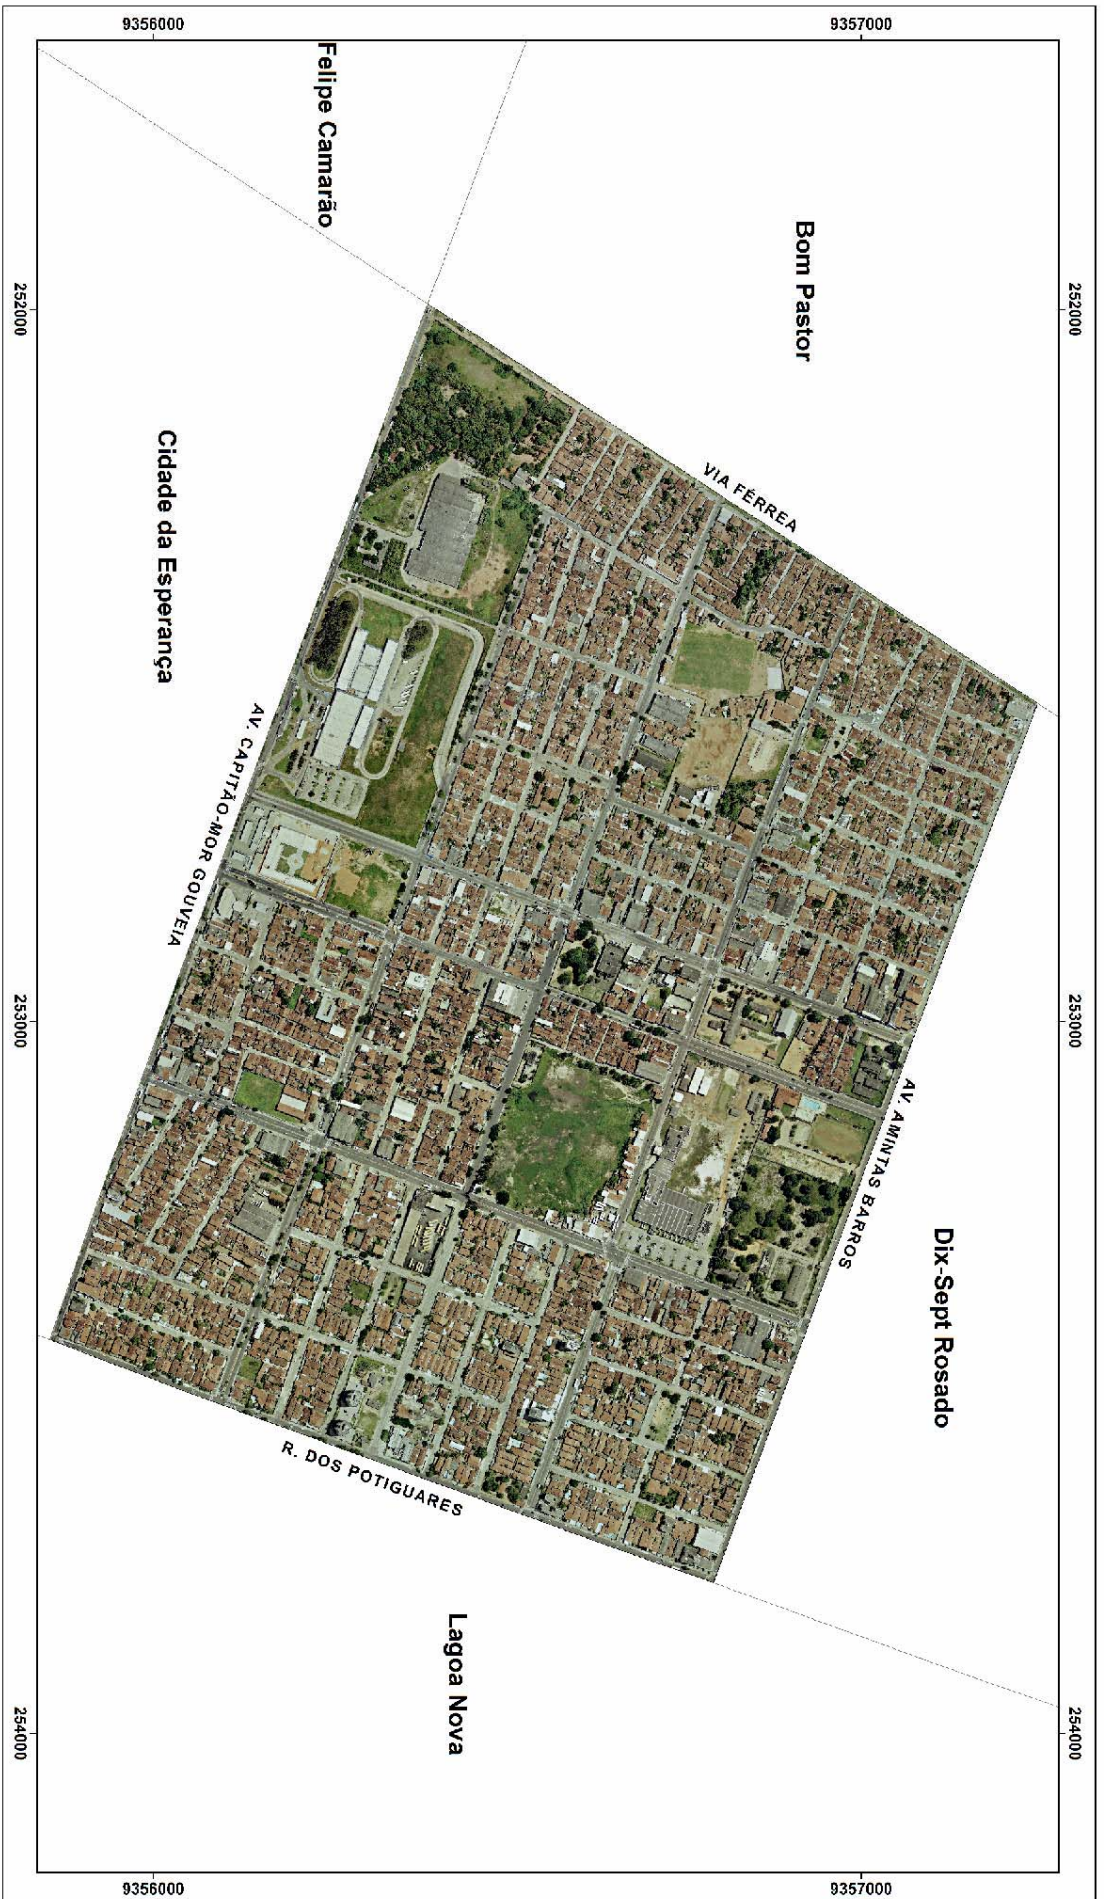 9356000
9357000
Felipe Camarão
Bom Pastor
252000
252000
VIA FÉRREA
Cidade da Esperança
AV. CAPITÃO-MOR GOUVEIA
253000
253000
AV. AMINTAS BARROS
Dix-Sept Rosado
R. DOS POTIGUARES
Lagoa Nova
254000
254000
9356000
9357000